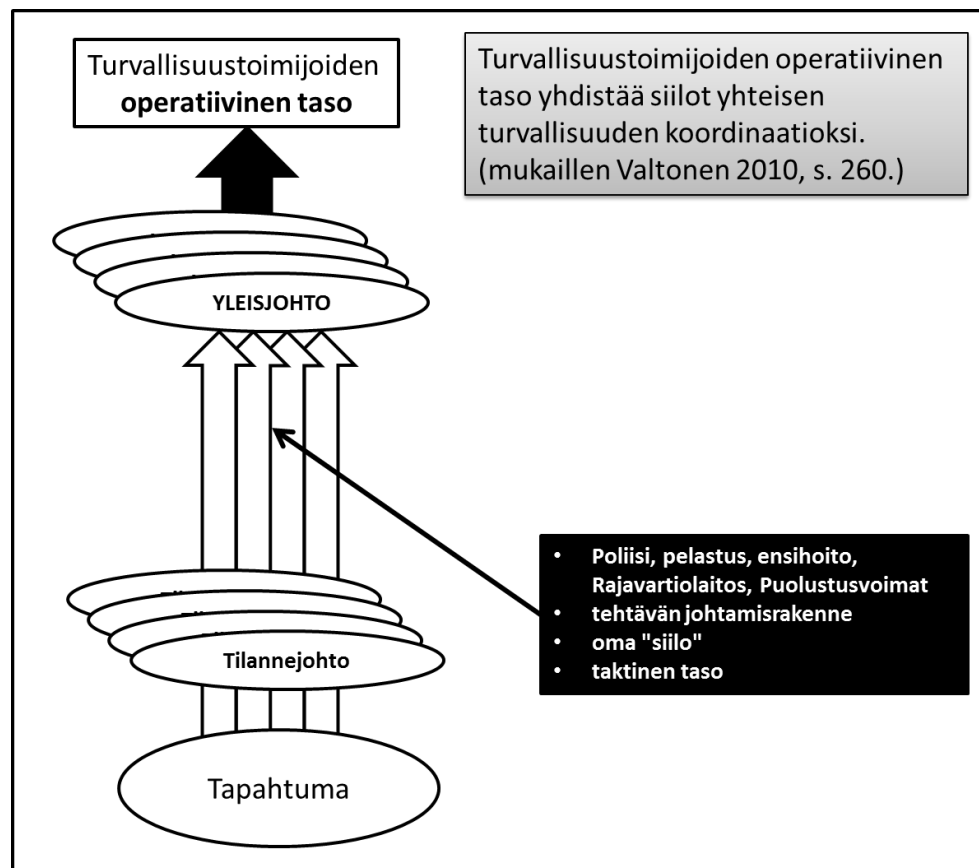 Turvallisuustoimijoiden
operatiivinen taso
Turvallisuustoimijoiden operatiivinen
taso yhdistää siilot yhteisen
turvallisuuden koordinaatioksi.
(mukaillen Valtonen 2010, s. 260.)
YLEISJOHTO
• Poliisi, pelastus, ensihoito,
Rajavartiolaitos, Puolustusvoimat
• tehtävän johtamisrakenne
• oma "siilo"
• taktinen taso
Tilannejohto
Tapahtuma